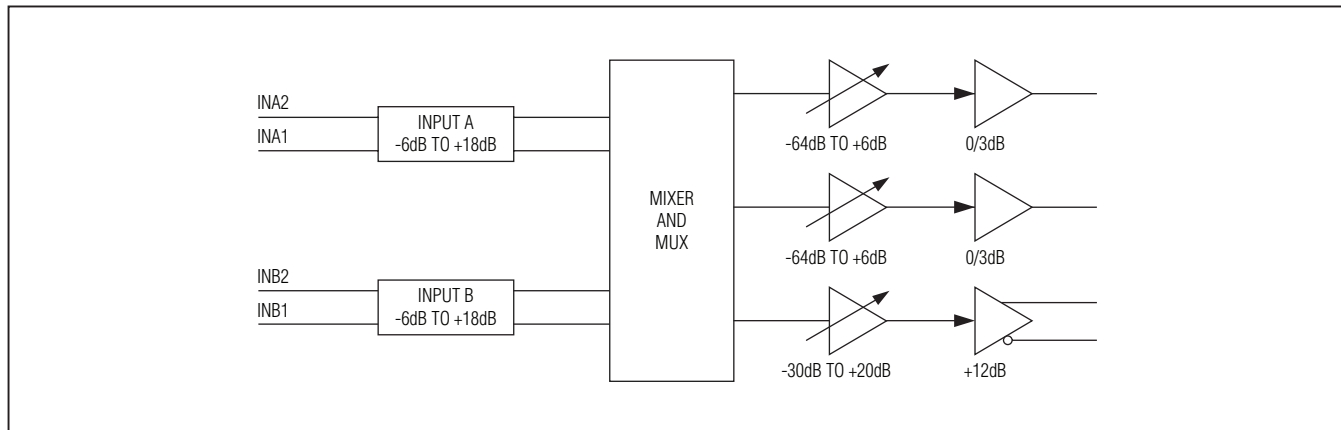 INA2
INA1
INPUT A
-6dB TO +18dB
INB2
INB1
INPUT B
-6dB TO +18dB
MIXER
AND
MUX
-64dB TO +6dB
0/3dB
-64dB TO +6dB
0/3dB
-30dB TO +20dB
+12dB